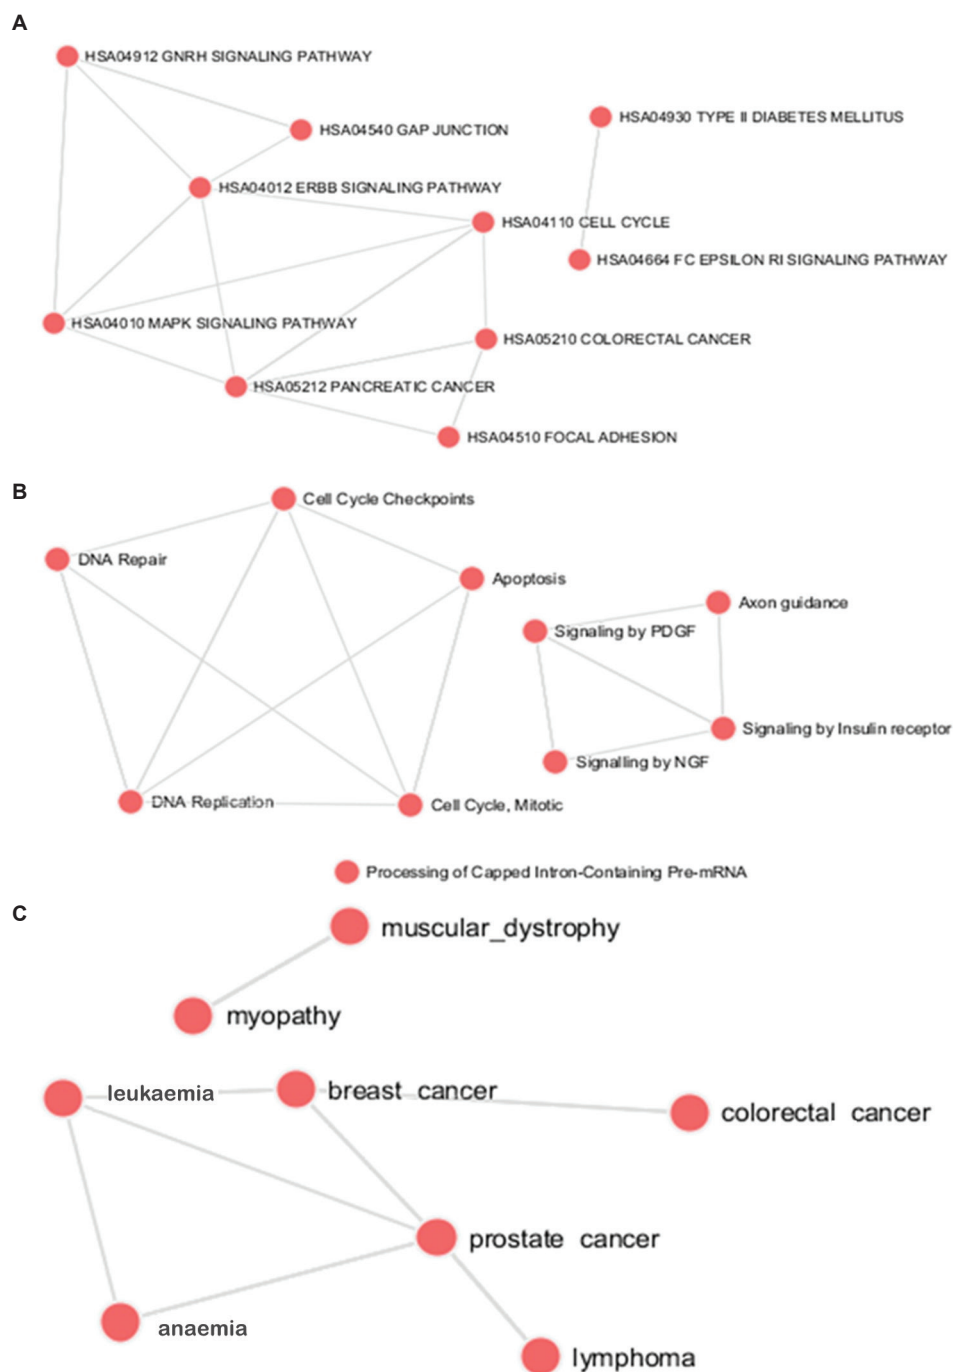 A
HSA04912 GNRH SIGNALING PATHWAY
HSA04930 TYPE II DIABETES MELLITUS
HSA04540 GAP JUNCTION
HSA04012 ERBB SIGNALING PATHWAY
HSA04110 CELL CYCLE
HSA04664 FC EPSILON RI SIGNALING PATHWAY
HSA04010 MAPK SIGNALING PATHWAY
HSA05210 COLORECTAL CANCER
HSA05212 PANCREATIC CANCER
HSA04510 FOCAL ADHESION
B
Cell Cycle Checkpoints
DNA Repair
Apoptosis
Axon guidance
Signaling by PDGF
Signaling by Insulin receptor
Signalling by NGF
DNA Replication
Cell Cycle, Mitotic
Processing of Capped Intron-Containing Pre-mRNA
C
muscular_dystrophy
myopathy
leukaemia
breast cancer
colorectal cancer
prostate cancer
anaemia
lymphoma